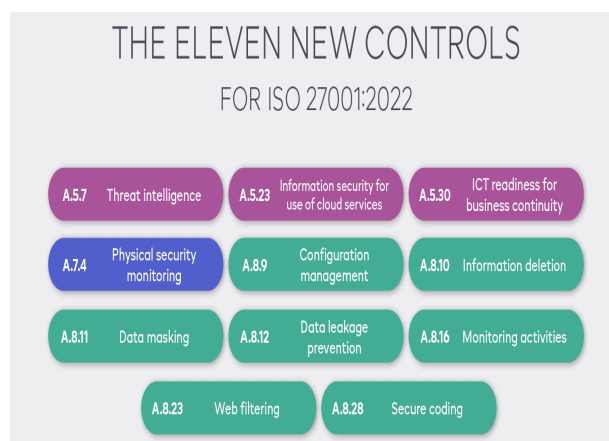 THE ELEVEN NEW CONTROLS
FOR ISO 27001:2022
A.5.7 Threat intelligence
A.5.23 Information security for
use of cloud services
A.5.30 ICT readiness for
business continuity
A.7.4 Physical security
monitoring
A.8.9 Configuration
management
A.8.10 Information deletion
A.8.11 Data masking
A.8.12 Data leakage
prevention
A.8.16 Monitoring activities
A.8.23 Web filtering
A.8.28 Secure coding